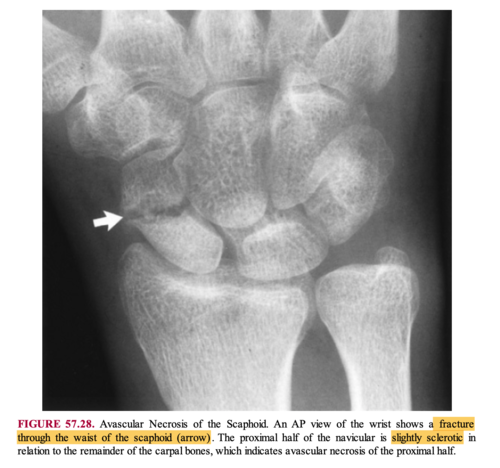 FIGURE 57.28. Avascular Necrosis of the Scaphoid. An AP view of the wrist shows a fracture
through the waist of the scaphoid (arrow). The proximal half of the navicular is slightly sclerotic in
relation to the remainder of the carpal bones, which indicates avascular necrosis of the proximal half.